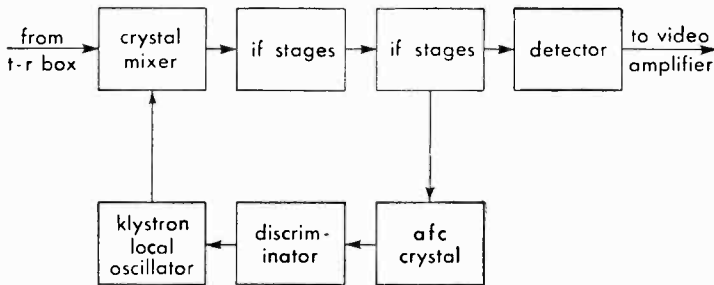 from
t-r box
crystal
mixer
if stages
if stages
detector
to video
amplifier
klystron
local
oscillator
discrim-
inator
afc
crystal